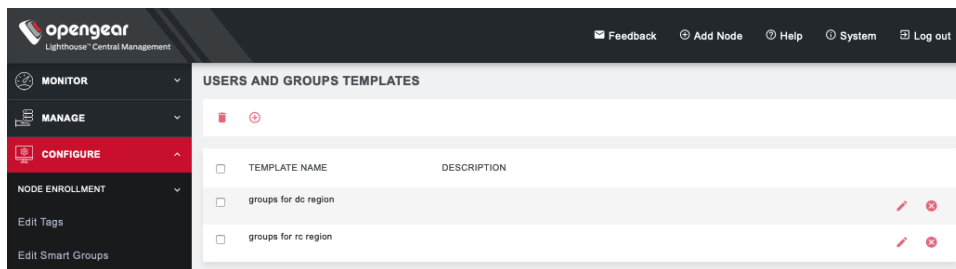 opengear
Lighthouse™ Central Management
Feedback
Add Node
Help
System
Log out
MONITOR
MANAGE
CONFIGURE
NODE ENROLLMENT
Edit Tags
Edit Smart Groups
USERS AND GROUPS TEMPLATES
TEMPLATE NAME DESCRIPTION
groups for dc region
groups for rc region